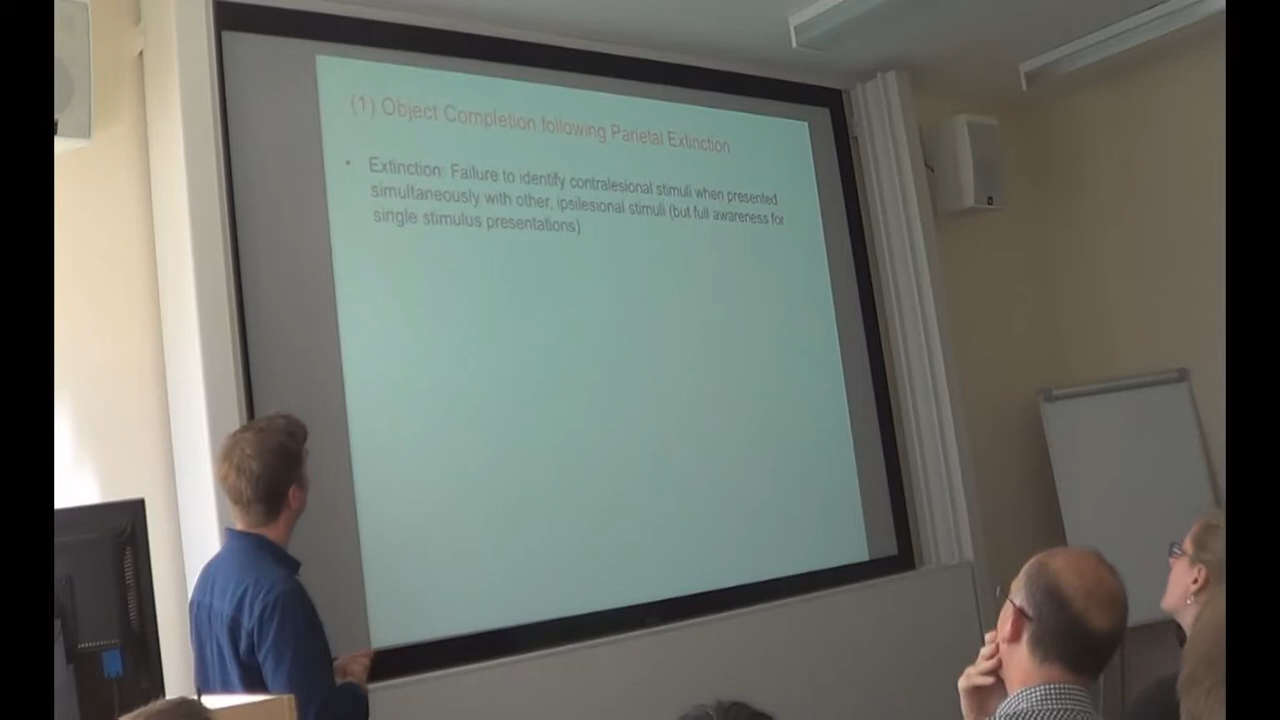 (1) Object Completion following Parietal Extinction
• Extinction: Failure to identify contralesional stimuli when presented
simultaneously with other, ipsilesional stimuli (but full awareness for
single stimulus presentations)